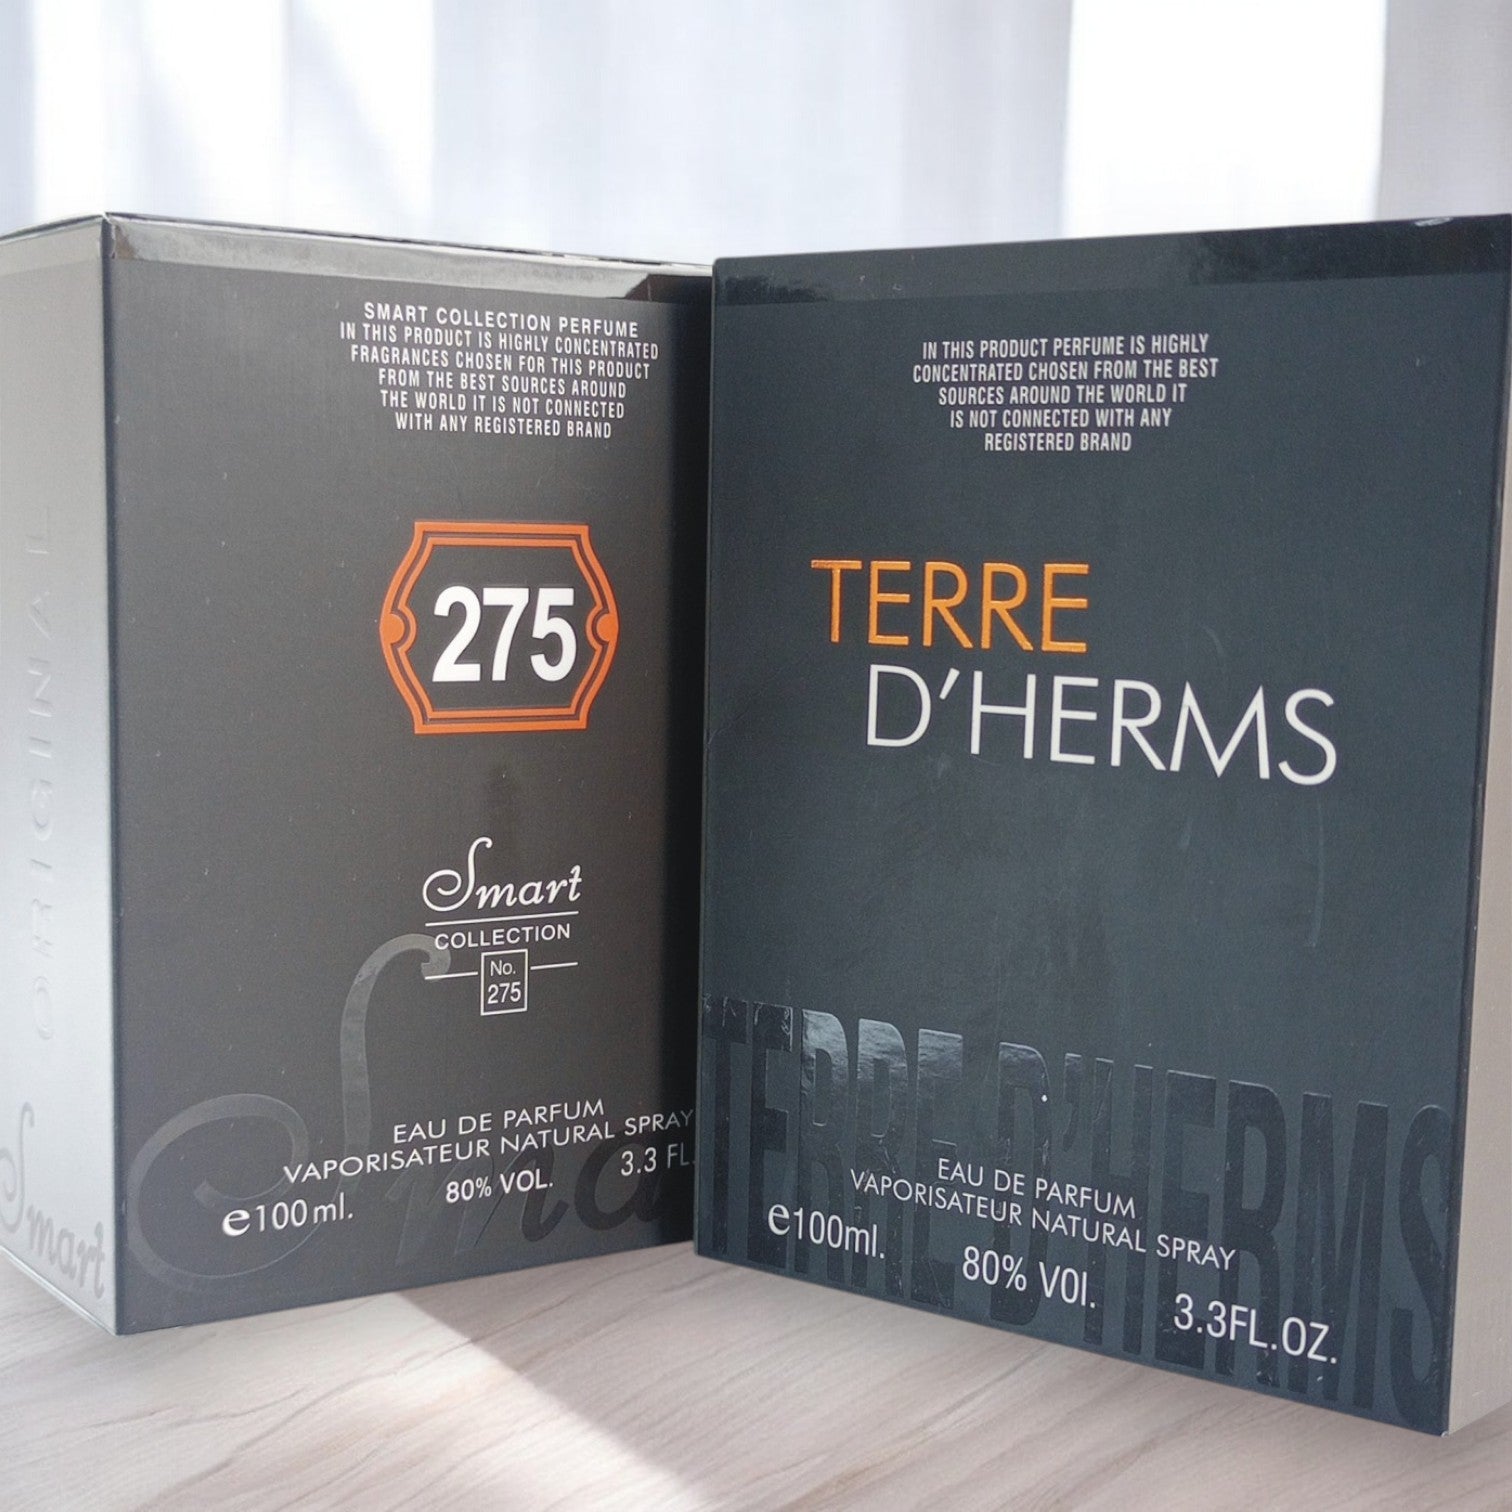 SMART COLLECTION PERFUME
IN THIS PRODUCT IS HIGHLY CONCENTRATED
FRAGRANCES CHOSEN FOR THIS PRODUCT
FROM THE BEST SOURCES AROUND
THE WORLD IT IS NOT CONNECTED
WITH ANY REGISTERED BRAND
275
Smart
COLLECTION
No.
275
EAU DE PARFUM
VAPORISATEUR NATURAL SPRAY
e100ml. 80% VOL. 3.3 FL.
ORIGINAL
Smart
IN THIS PRODUCT PERFUME IS HIGHLY
CONCENTRATED CHOSEN FROM THE BEST
SOURCES AROUND THE WORLD IT
IS NOT CONNECTED WITH ANY
REGISTERED BRAND
TERRE
D'HERMS
TERRE D'HERMS
EAU DE PARFUM
VAPORISATEUR NATURAL SPRAY
e100ml. 80% VOl. 3.3FL.OZ.